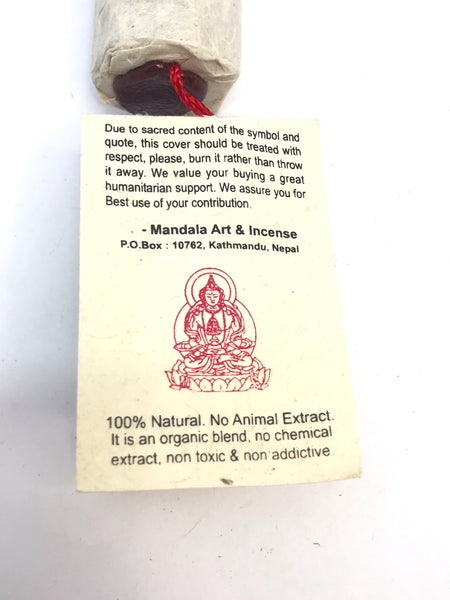 Due to sacred content of the symbol and
quote, this cover should be treated with
respect, please, burn it rather than throw
it away. We value your buying a great
humanitarian support. We assure you for
Best use of your contribution.
- Mandala Art & Incense
P.O.Box : 10762, Kathmandu, Nepal
100% Natural. No Animal Extract.
It is an organic blend, no chemical
extract, non toxic & non addictive